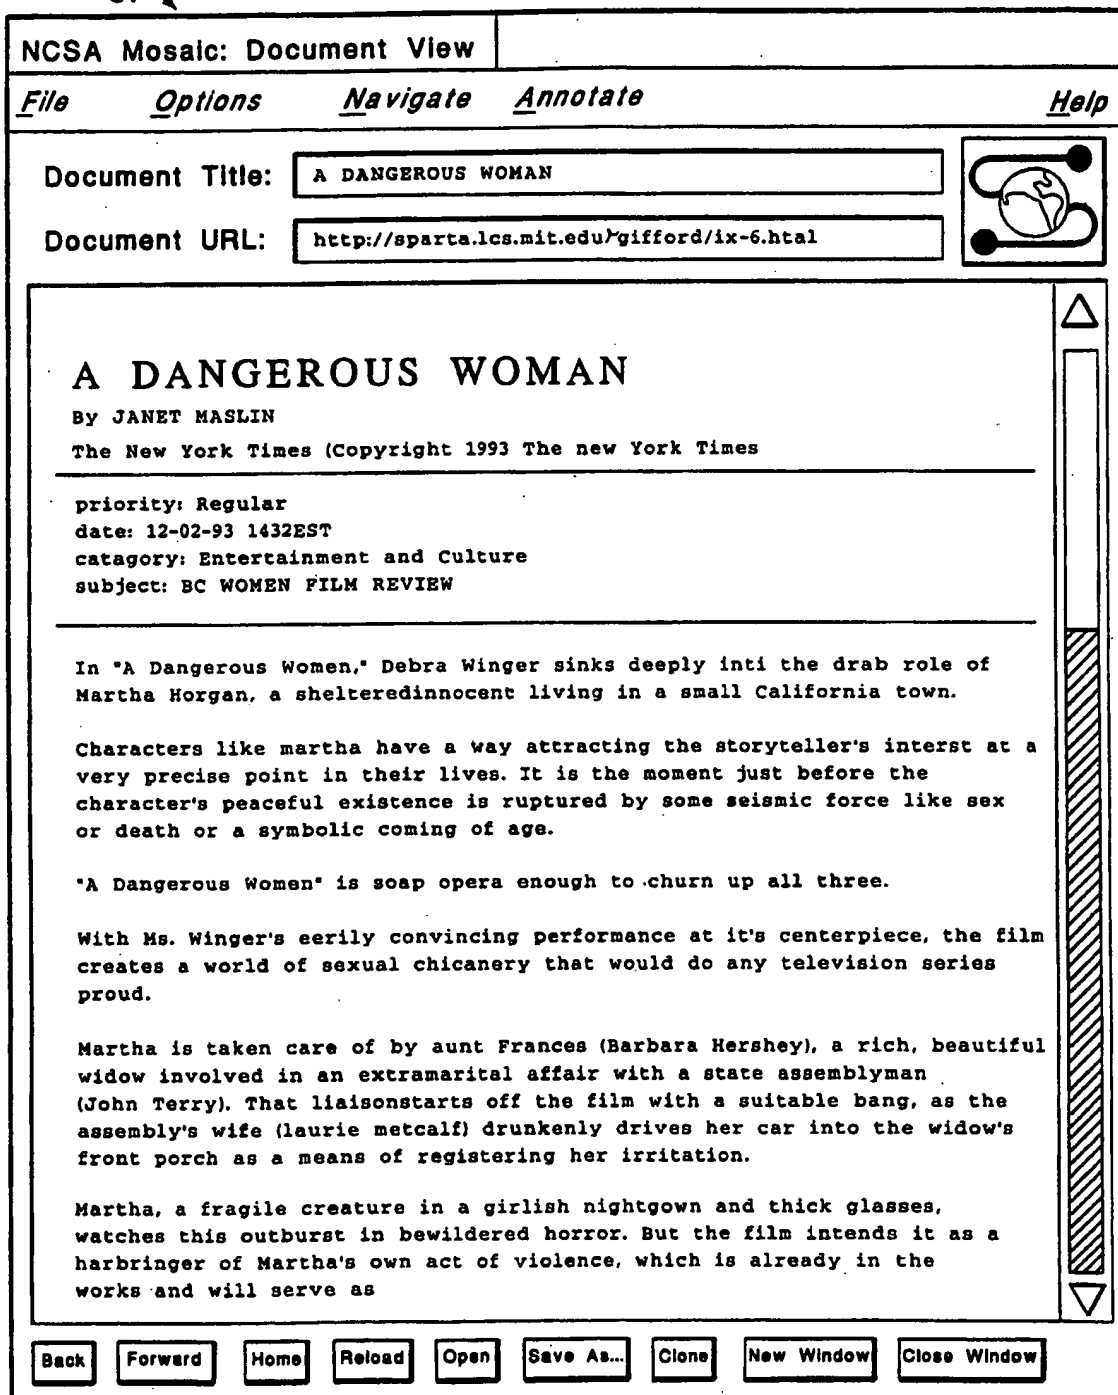 NCSA Mosaic: Document View
File Options Navigate Annotate Help
Document Title: A DANGEROUS WOMAN
Document URL: http://sparta.lcs.mit.edu/~gifford/ix-6.htal
A DANGEROUS WOMAN
By JANET MASLIN
The New York Times (Copyright 1993 The new York Times
priority: Regular
date: 12-02-93 1432EST
catagory: Entertainment and Culture
subject: BC WOMEN FILM REVIEW
In "A Dangerous Women," Debra Winger sinks deeply inti the drab role of
Martha Horgan, a shelteredinnocent living in a small California town.
Characters like martha have a way attracting the storyteller's interst at a
very precise point in their lives. It is the moment just before the
character's peaceful existence is ruptured by some seismic force like sex
or death or a symbolic coming of age.
"A Dangerous Women" is soap opera enough to churn up all three.
With Ms. Winger's eerily convincing performance at it's centerpiece, the film
creates a world of sexual chicanery that would do any television series
proud.
Martha is taken care of by aunt Frances (Barbara Hershey), a rich, beautiful
widow involved in an extramarital affair with a state assemblyman
(John Terry). That liaisonstarts off the film with a suitable bang, as the
assembly's wife (laurie metcalf) drunkenly drives her car into the widow's
front porch as a means of registering her irritation.
Martha, a fragile creature in a girlish nightgown and thick glasses,
watches this outburst in bewildered horror. But the film intends it as a
harbringer of Martha's own act of violence, which is already in the
works and will serve as
Back Forward Home Reload Open Save As... Clone New Window Close Window